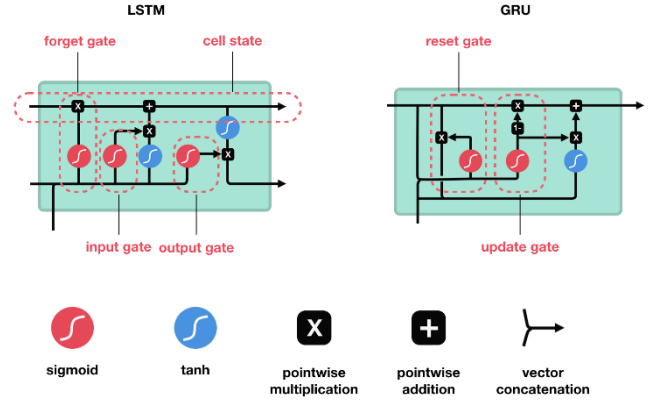 LSTM
GRU
forget gate
cell state
reset gate
X
+
X
+
X
1-
X
X
X
X
input gate
output gate
update gate
X
+
sigmoid
tanh
pointwise
multiplication
pointwise
addition
vector
concatenation